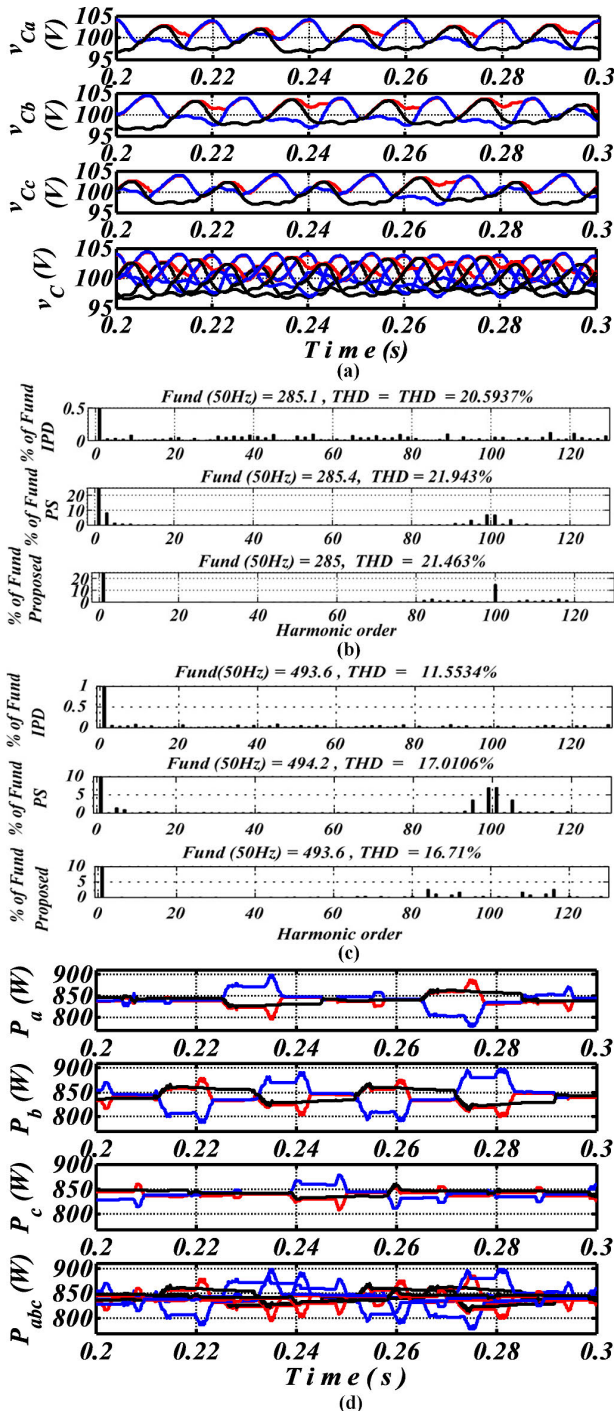 v_Ca (V)
105
100
95
0.2 0.22 0.24 0.26 0.28 0.3
v_Cb (V)
105
100
95
0.2 0.22 0.24 0.26 0.28 0.3
v_Cc (V)
105
100
95
0.2 0.22 0.24 0.26 0.28 0.3
v_C (V)
105
100
95
0.2 0.22 0.24 0.26 0.28 0.3
Time(s)
(a)
Fund (50Hz) = 285.1 , THD = THD = 20.5937%
% of Fund
IPD
0.5
0
0 20 40 60 80 100 120
Fund (50Hz) = 285.4, THD = 21.943%
% of Fund
PS
20
10
0
0 20 40 60 80 100 120
Fund (50Hz) = 285, THD = 21.463%
% of Fund
Proposed
20
10
0
0 20 40 60 80 100 120
Harmonic order
(b)
Fund(50Hz) = 493.6 , THD = 11.5534%
% of Fund
IPD
1
0.5
0
0 20 40 60 80 100 120
Fund (50Hz) = 494.2 , THD = 17.0106%
% of Fund
PS
10
5
0
0 20 40 60 80 100 120
Fund (50Hz) = 493.6 , THD = 16.71%
% of Fund
Proposed
10
5
0
0 20 40 60 80 100 120
Harmonic order
(c)
P_a (W)
900
850
800
0.2 0.22 0.24 0.26 0.28 0.3
P_b (W)
900
850
800
0.2 0.22 0.24 0.26 0.28 0.3
P_c (W)
900
850
800
0.2 0.22 0.24 0.26 0.28 0.3
P_abc (W)
900
850
800
0.2 0.22 0.24 0.26 0.28 0.3
Time(s)
(d)